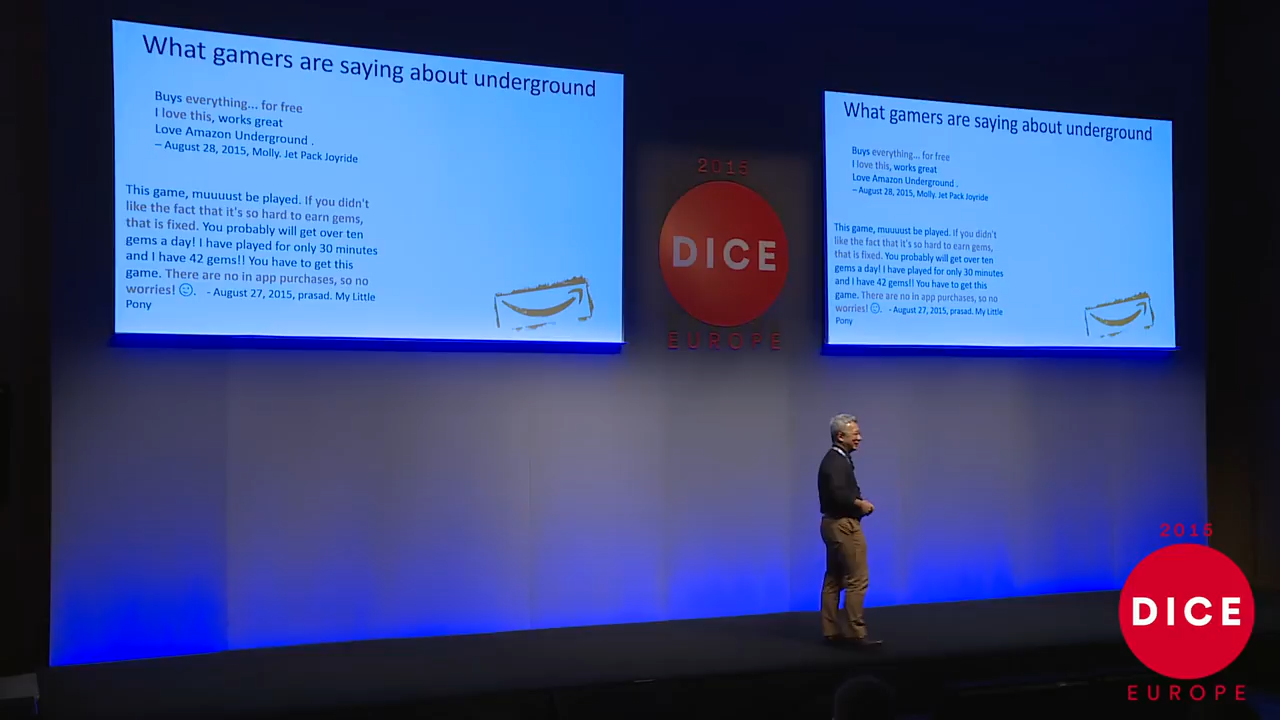 What gamers are saying about underground
Buys everything... for free
I love this, works great
Love Amazon Underground .
– August 28, 2015, Molly. Jet Pack Joyride
This game, muuuust be played. If you didn't
like the fact that it's so hard to earn gems,
that is fixed. You probably will get over ten
gems a day! I have played for only 30 minutes
and I have 42 gems!! You have to get this
game. There are no in app purchases, so no
worries! ☺. - August 27, 2015, prasad. My Little
Pony
2015
DICE
EUROPE
What gamers are saying about underground
Buys everything... for free
I love this, works great
Love Amazon Underground .
– August 28, 2015, Molly. Jet Pack Joyride
This game, muuuust be played. If you didn't
like the fact that it's so hard to earn gems,
that is fixed. You probably will get over ten
gems a day! I have played for only 30 minutes
and I have 42 gems!! You have to get this
game. There are no in app purchases, so no
worries! ☺. - August 27, 2015, prasad. My Little
Pony
2015
DICE
EUROPE